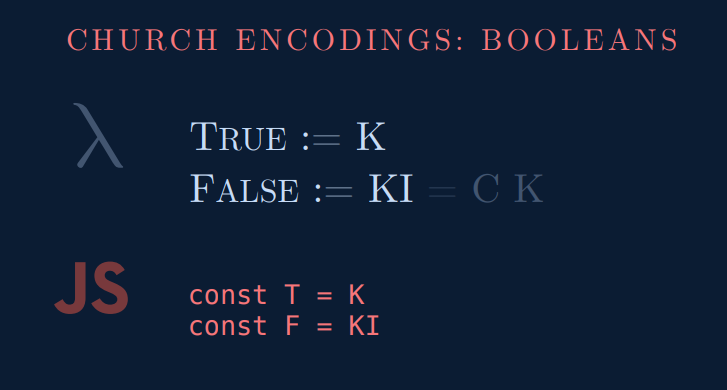 CHURCH ENCODINGS: BOOLEANS
λ
TRUE := K
FALSE := KI = C K
JS
const T = K
const F = KI